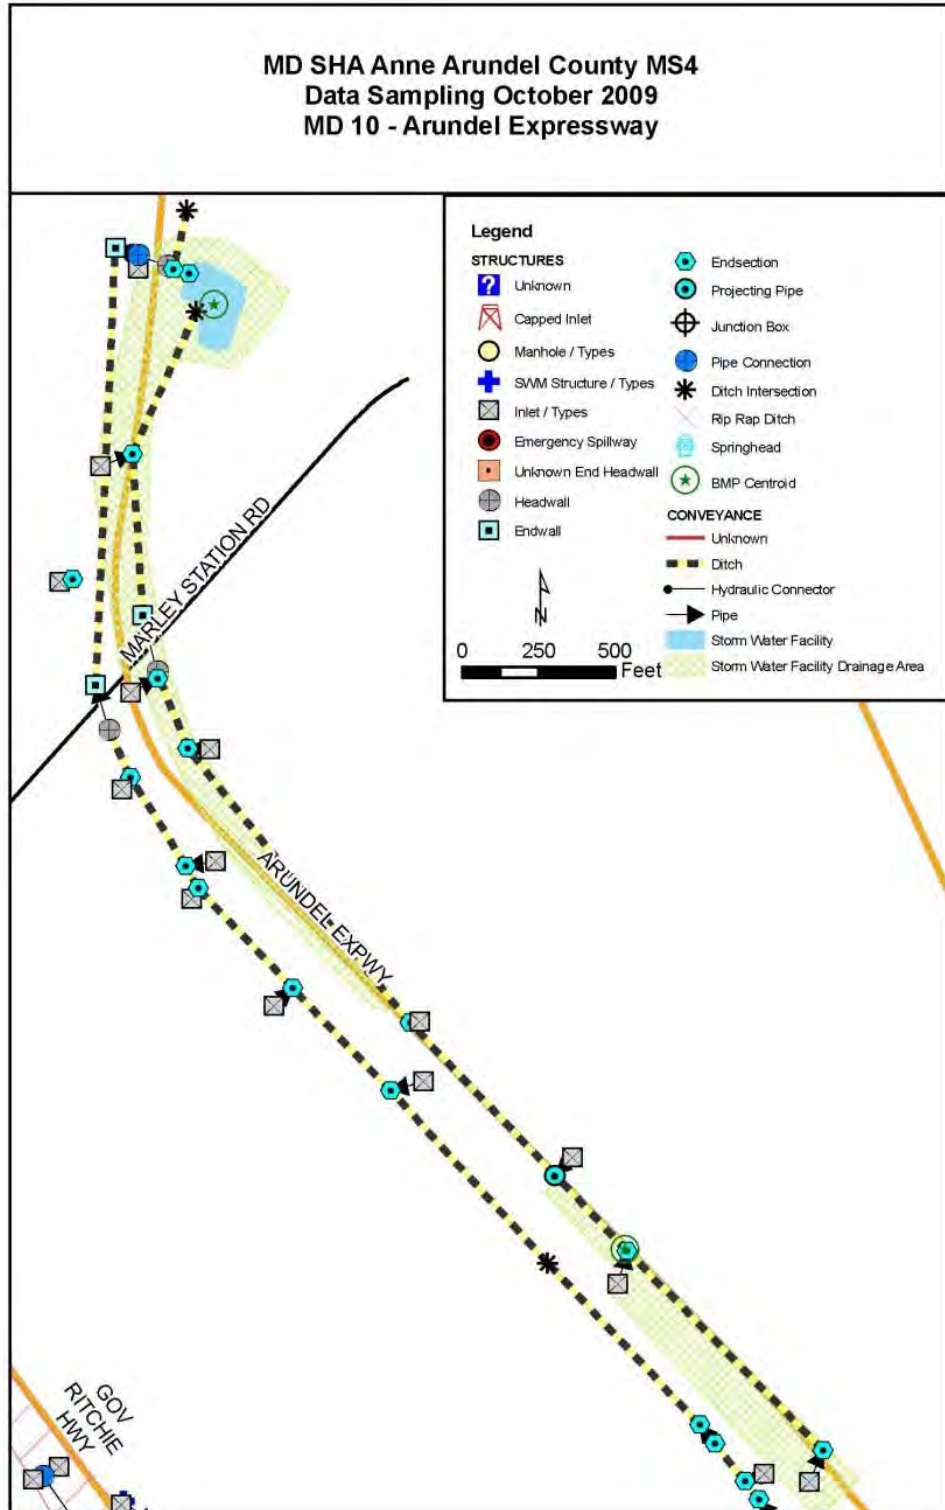 MD SHA Anne Arundel County MS4
Data Sampling October 2009
MD 10 - Arundel Expressway
Legend
STRUCTURES
Unknown
Capped Inlet
Manhole / Types
SWM Structure / Types
Inlet / Types
Emergency Spillway
Unknown End Headwall
Headwall
Endwall
N
0 250 500
Feet
Endsection
Projecting Pipe
Junction Box
Pipe Connection
Ditch Intersection
Rip Rap Ditch
Springhead
BMP Centroid
CONVEYANCE
Unknown
Ditch
Hydraulic Connector
Pipe
Storm Water Facility
Storm Water Facility Drainage Area
MARLEY STATION RD
ARUNDEL EXPWY
GOV
RITCHIE
HWY